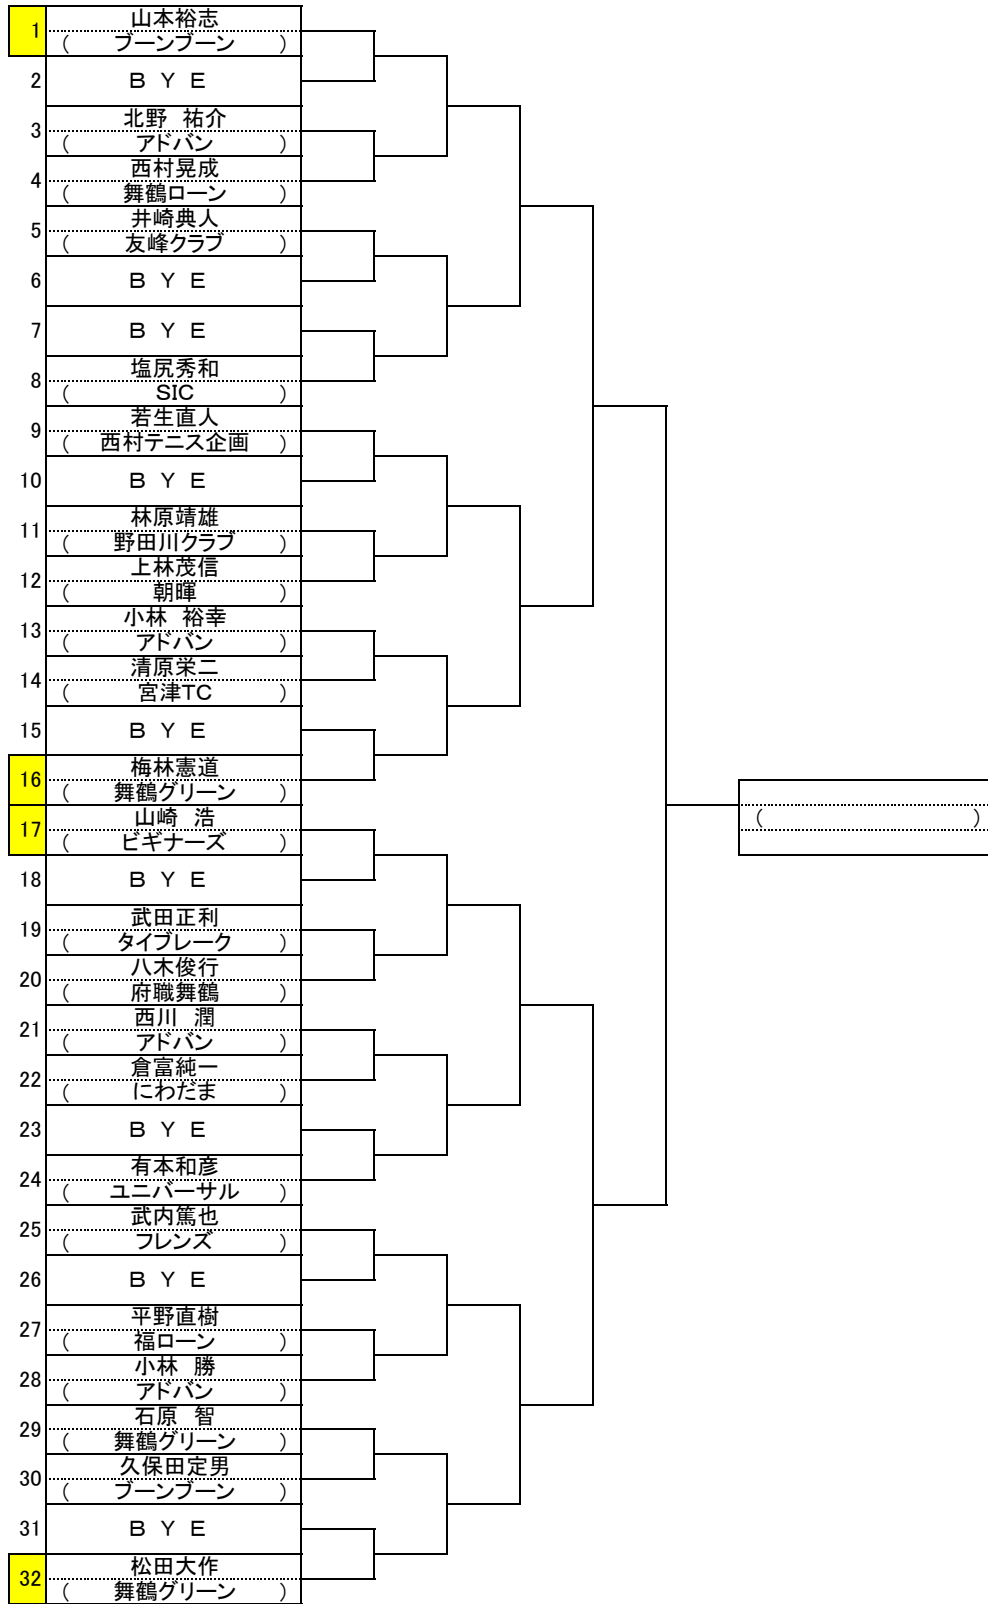 山本裕志
1
( ブーンブーン )
2 ＢＹＥ
北野　祐介
3
( アドバン )
西村晃成
4
( 舞鶴ローン )
井崎典人
5
( 友峰クラブ )
6 ＢＹＥ
7 ＢＹＥ
塩尻秀和
8
( SIC )
若生直人
9
( 西村テニス企画 )
10 ＢＹＥ
林原靖雄
11
( 野田川クラブ )
上林茂信
12
( 朝暉 )
小林　裕幸
13
( アドバン )
清原栄二
14
( 宮津TC )
15 ＢＹＥ
梅林憲道
16
( 舞鶴グリーン )
山崎　浩
17
( ビギナーズ )
( )
18 ＢＹＥ
武田正利
19
( タイブレーク )
八木俊行
20
( 府職舞鶴 )
西川　潤
21
( アドバン )
倉富純一
22
( にわだま )
23 ＢＹＥ
有本和彦
24
( ユニバーサル )
武内篤也
25
( フレンズ )
26 ＢＹＥ
平野直樹
27
( 福ローン )
小林　勝
28
( アドバン )
石原　智
29
( 舞鶴グリーン )
久保田定男
30
( ブーンブーン )
31 ＢＹＥ
松田大作
32
( 舞鶴グリーン )